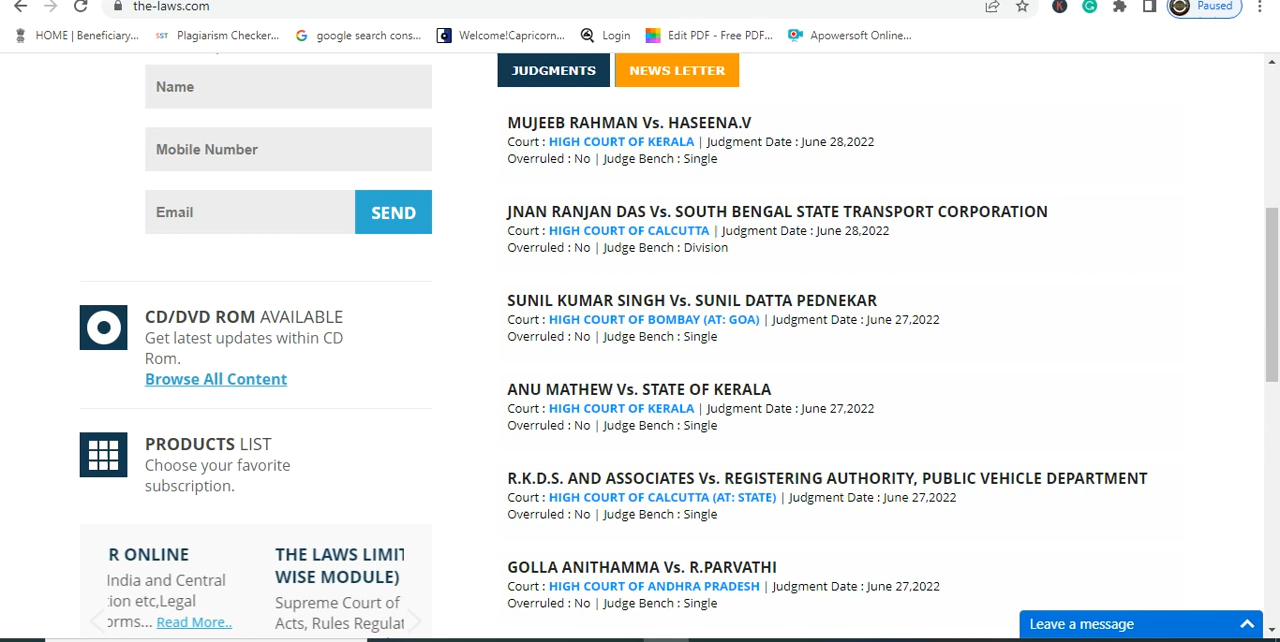 the-laws.com
Paused
HOME | Beneficiary...
SST Plagiarism Checker...
google search cons...
Welcome!Capricorn...
Login
Edit PDF - Free PDF...
Apowersoft Online...
Name
Mobile Number
Email
SEND
CD/DVD ROM AVAILABLE
Get latest updates within CD
Rom.
Browse All Content
PRODUCTS LIST
Choose your favorite
subscription.
R ONLINE
India and Central
ion etc,Legal
orms... Read More..
THE LAWS LIMIT
WISE MODULE)
Supreme Court of
Acts, Rules Regulat
JUDGMENTS
NEWS LETTER
MUJEEB RAHMAN Vs. HASEENA.V
Court : HIGH COURT OF KERALA | Judgment Date : June 28,2022
Overruled : No | Judge Bench : Single
JNAN RANJAN DAS Vs. SOUTH BENGAL STATE TRANSPORT CORPORATION
Court : HIGH COURT OF CALCUTTA | Judgment Date : June 28,2022
Overruled : No | Judge Bench : Division
SUNIL KUMAR SINGH Vs. SUNIL DATTA PEDNEKAR
Court : HIGH COURT OF BOMBAY (AT: GOA) | Judgment Date : June 27,2022
Overruled : No | Judge Bench : Single
ANU MATHEW Vs. STATE OF KERALA
Court : HIGH COURT OF KERALA | Judgment Date : June 27,2022
Overruled : No | Judge Bench : Single
R.K.D.S. AND ASSOCIATES Vs. REGISTERING AUTHORITY, PUBLIC VEHICLE DEPARTMENT
Court : HIGH COURT OF CALCUTTA (AT: STATE) | Judgment Date : June 27,2022
Overruled : No | Judge Bench : Single
GOLLA ANITHAMMA Vs. R.PARVATHI
Court : HIGH COURT OF ANDHRA PRADESH | Judgment Date : June 27,2022
Overruled : No | Judge Bench : Single
Leave a message